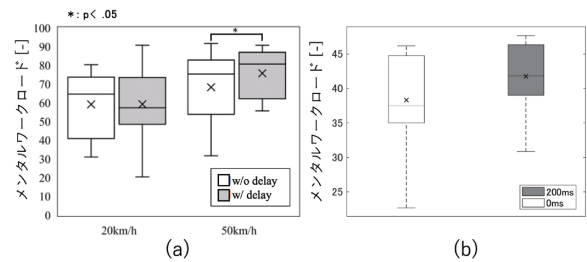 *: p< .05
メンタルワークロード [-]
100
90
80
70
60
50
40
30
20
10
0
*
w/o delay
w/ delay
20km/h
50km/h
(a)
メンタルワークロード [-]
45
40
35
30
25
200ms
0ms
(b)